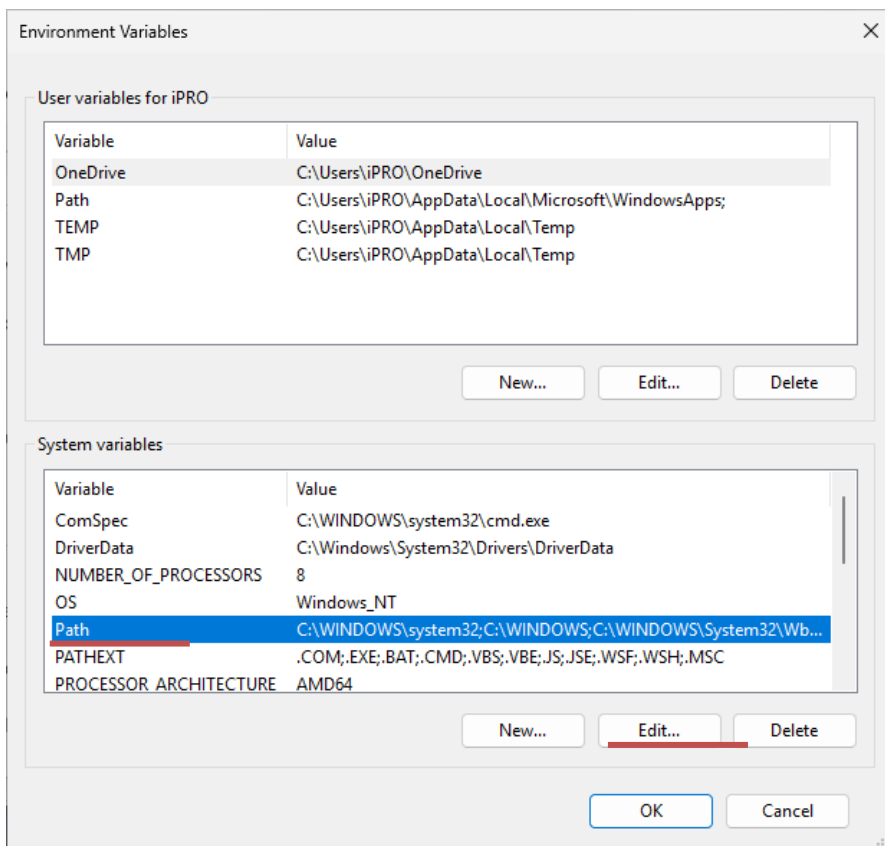 Environment Variables
User variables for iPRO
Variable Value
OneDrive C:\Users\iPRO\OneDrive
Path C:\Users\iPRO\AppData\Local\Microsoft\WindowsApps;
TEMP C:\Users\iPRO\AppData\Local\Temp
TMP C:\Users\iPRO\AppData\Local\Temp
New... Edit... Delete
System variables
Variable Value
ComSpec C:\WINDOWS\system32\cmd.exe
DriverData C:\Windows\System32\Drivers\DriverData
NUMBER_OF_PROCESSORS 8
OS Windows_NT
Path C:\WINDOWS\system32;C:\WINDOWS;C:\WINDOWS\System32\Wb...
PATHEXT .COM;.EXE;.BAT;.CMD;.VBS;.VBE;.JS;.JSE;.WSF;.WSH;.MSC
PROCESSOR_ARCHITECTURE AMD64
New... Edit... Delete
OK Cancel